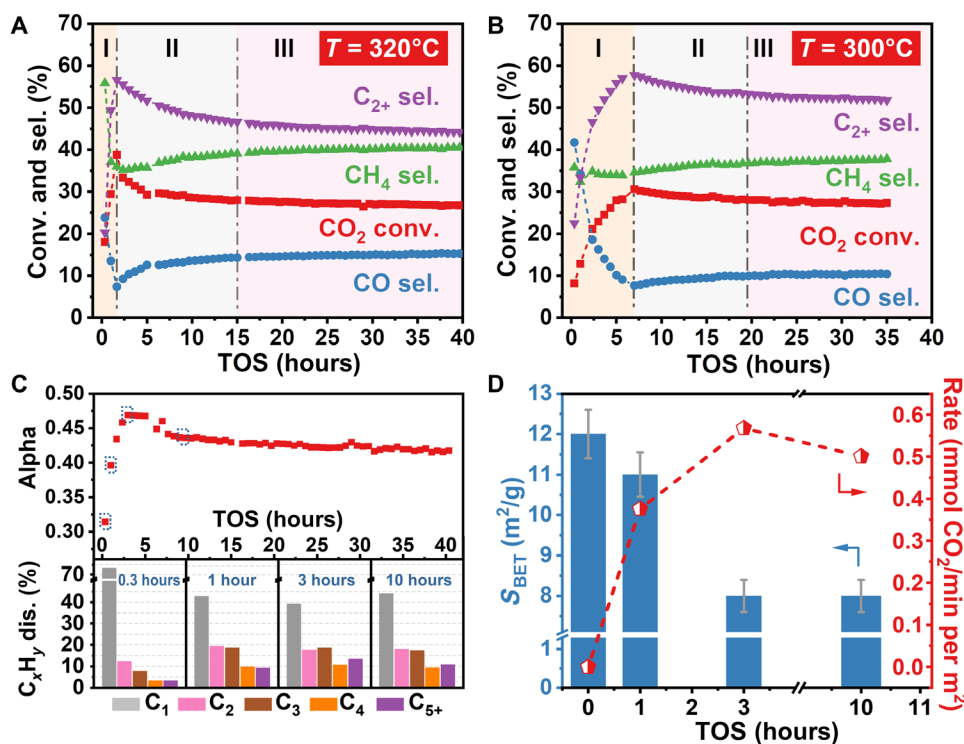 A
I
II
III
T = 320°C
C2+ sel.
CH4 sel.
CO2 conv.
CO sel.
Conv. and sel. (%)
70
60
50
40
30
20
10
0
0 5 10 15 20 25 30 35 40
TOS (hours)
B
I
II
III
T = 300°C
C2+ sel.
CH4 sel.
CO2 conv.
CO sel.
Conv. and sel. (%)
70
60
50
40
30
20
10
0
0 5 10 15 20 25 30 35 40
TOS (hours)
C
Alpha
0.50
0.45
0.40
0.35
0.30
TOS (hours)
0 5 10 15 20 25 30 35 40
CxHy dis. (%)
70
40
30
20
10
0
0.3 hours
1 hour
3 hours
10 hours
C1 C2 C3 C4 C5+
D
SBET (m2/g)
13
12
11
10
9
8
1
0
Rate (mmol CO2/min per m2)
0.6
0.5
0.4
0.3
0.2
0.1
0.0
0 1 2 3 10 11
TOS (hours)